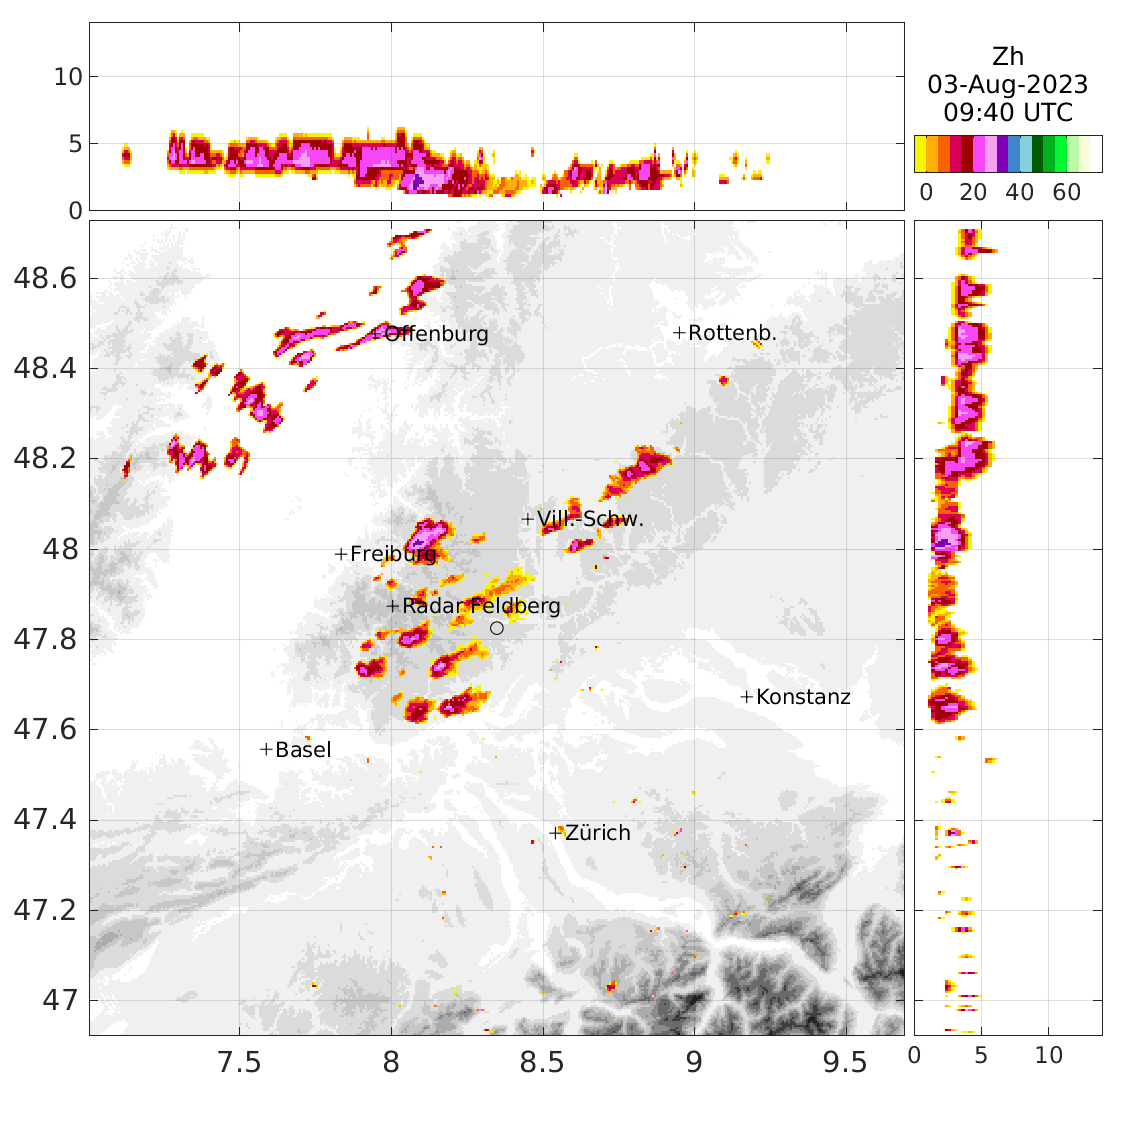 10
5
0
Zh
03-Aug-2023
09:40 UTC
0 20 40 60
48.6
48.4
48.2
48
47.8
47.6
47.4
47.2
47
Offenburg
Rottenb.
Vill.-Schw.
Freiburg
Radar Feldberg
Konstanz
Basel
Zürich
7.5 8 8.5 9 9.5
0 5 10